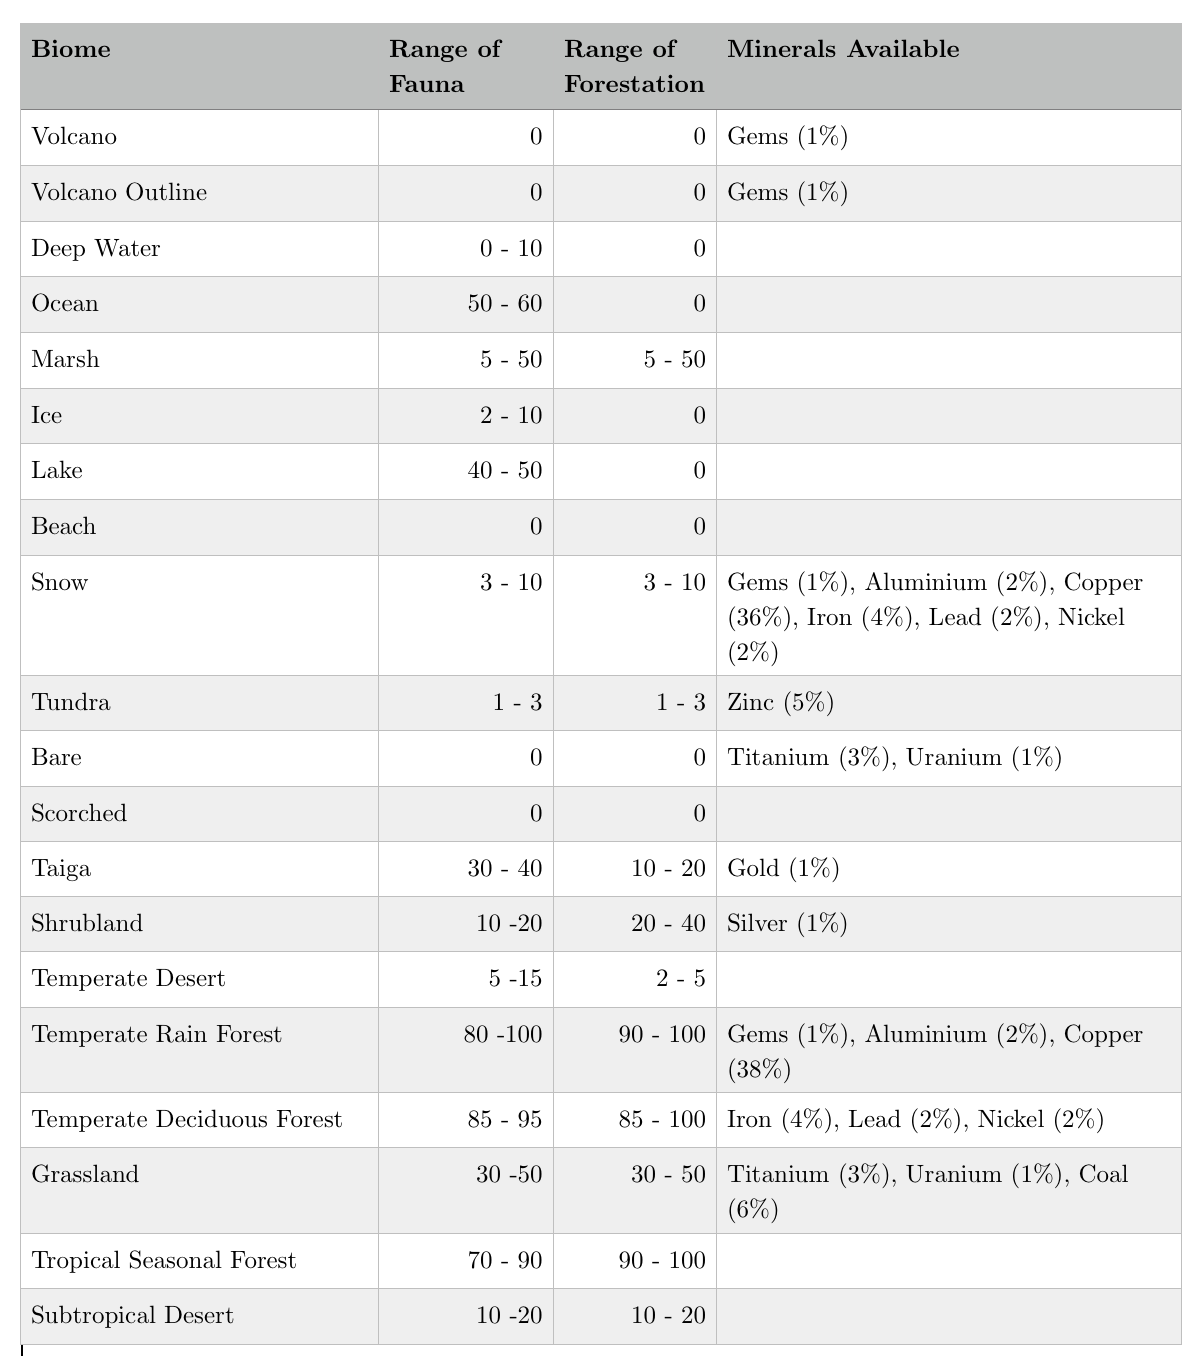 Biome Range of Fauna Range of Forestation Minerals Available
Volcano 0 0 Gems (1%)
Volcano Outline 0 0 Gems (1%)
Deep Water 0 - 10 0
Ocean 50 - 60 0
Marsh 5 - 50 5 - 50
Ice 2 - 10 0
Lake 40 - 50 0
Beach 0 0
Snow 3 - 10 3 - 10 Gems (1%), Aluminium (2%), Copper
(36%), Iron (4%), Lead (2%), Nickel
(2%)
Tundra 1 - 3 1 - 3 Zinc (5%)
Bare 0 0 Titanium (3%), Uranium (1%)
Scorched 0 0
Taiga 30 - 40 10 - 20 Gold (1%)
Shrubland 10 -20 20 - 40 Silver (1%)
Temperate Desert 5 -15 2 - 5
Temperate Rain Forest 80 -100 90 - 100 Gems (1%), Aluminium (2%), Copper
(38%)
Temperate Deciduous Forest 85 - 95 85 - 100 Iron (4%), Lead (2%), Nickel (2%)
Grassland 30 -50 30 - 50 Titanium (3%), Uranium (1%), Coal
(6%)
Tropical Seasonal Forest 70 - 90 90 - 100
Subtropical Desert 10 -20 10 - 20